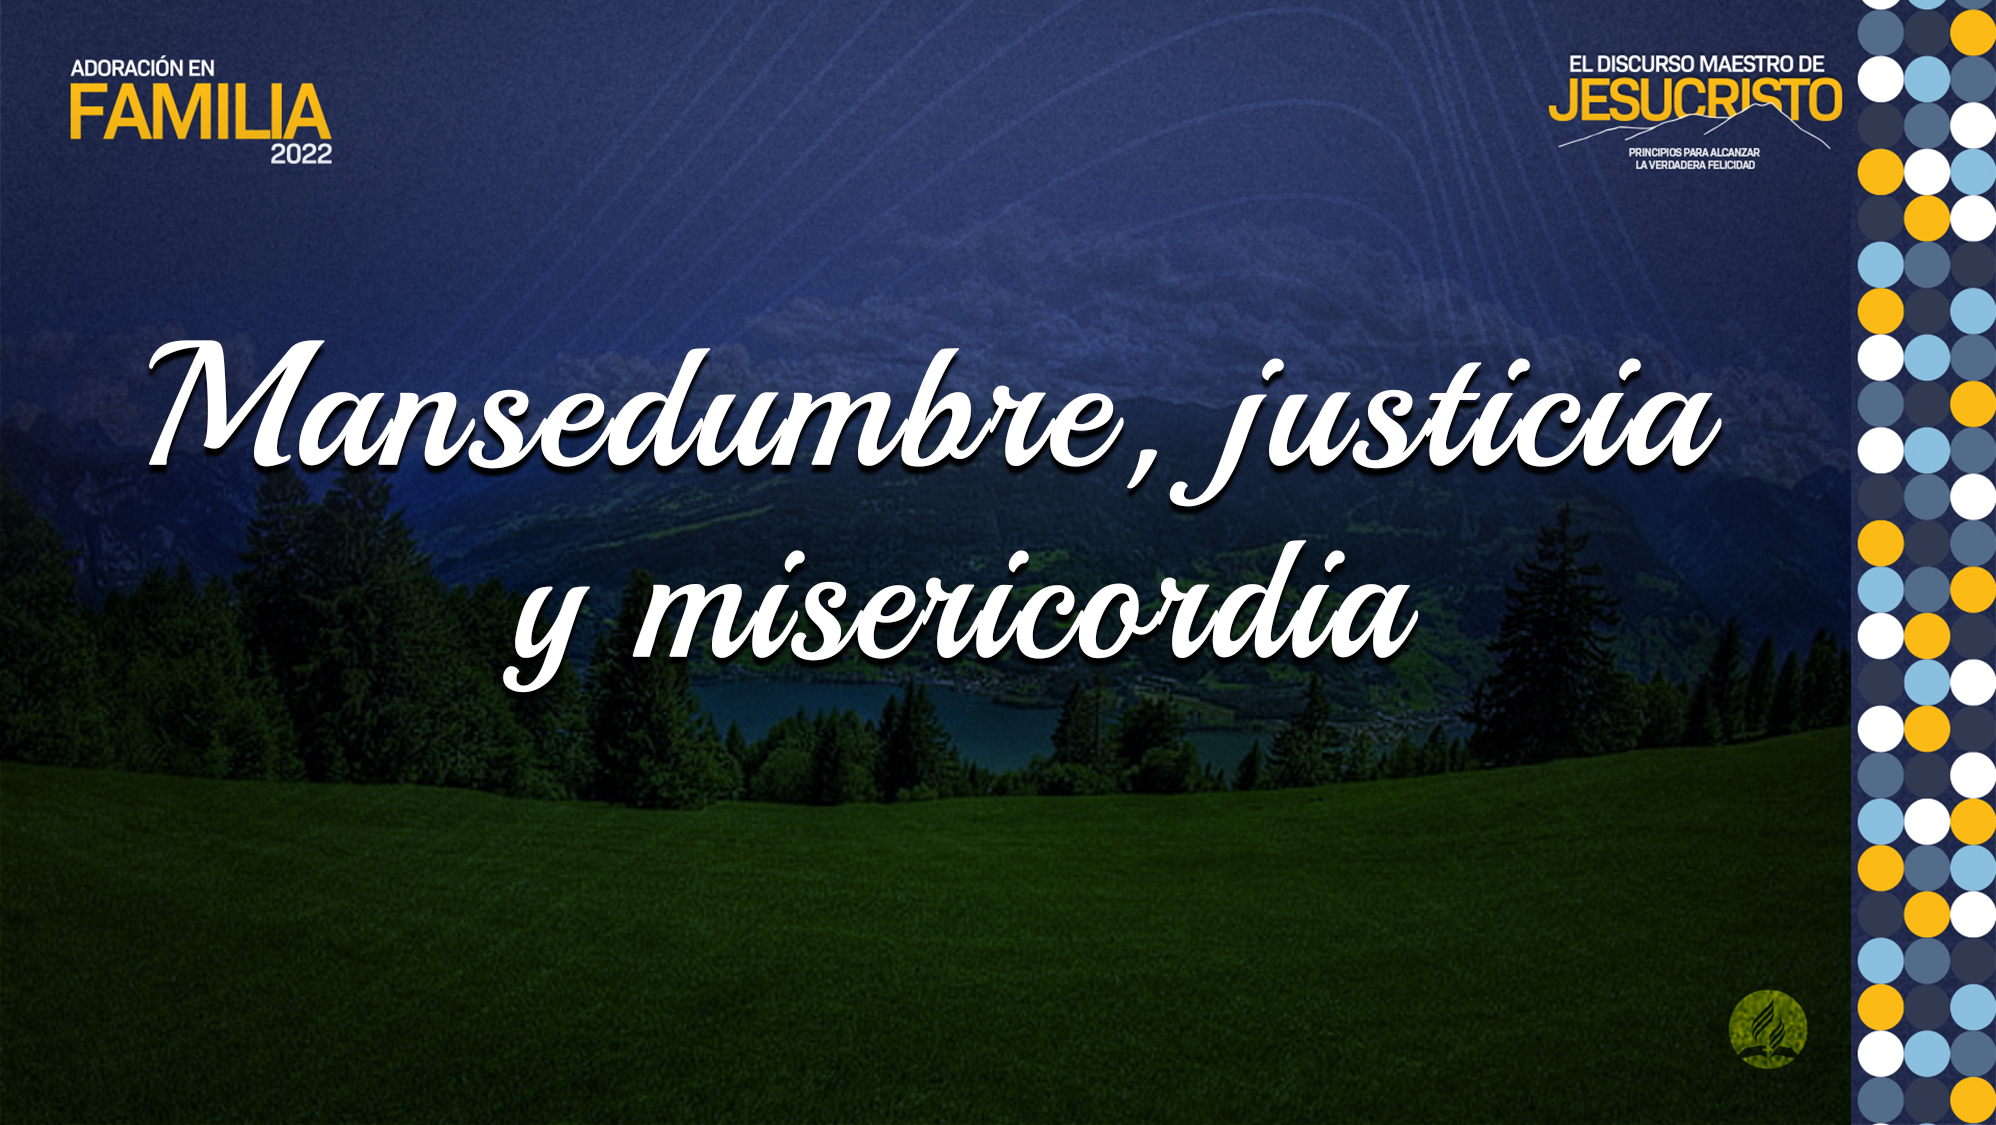 ADORACIÓN EN
FAMILIA
2022
EL DISCURSO MAESTRO DE
JESUCRISTO
PRINCIPIOS PARA ALCANZAR
LA VERDADERA FELICIDAD
Mansedumbre, justicia
y misericordia